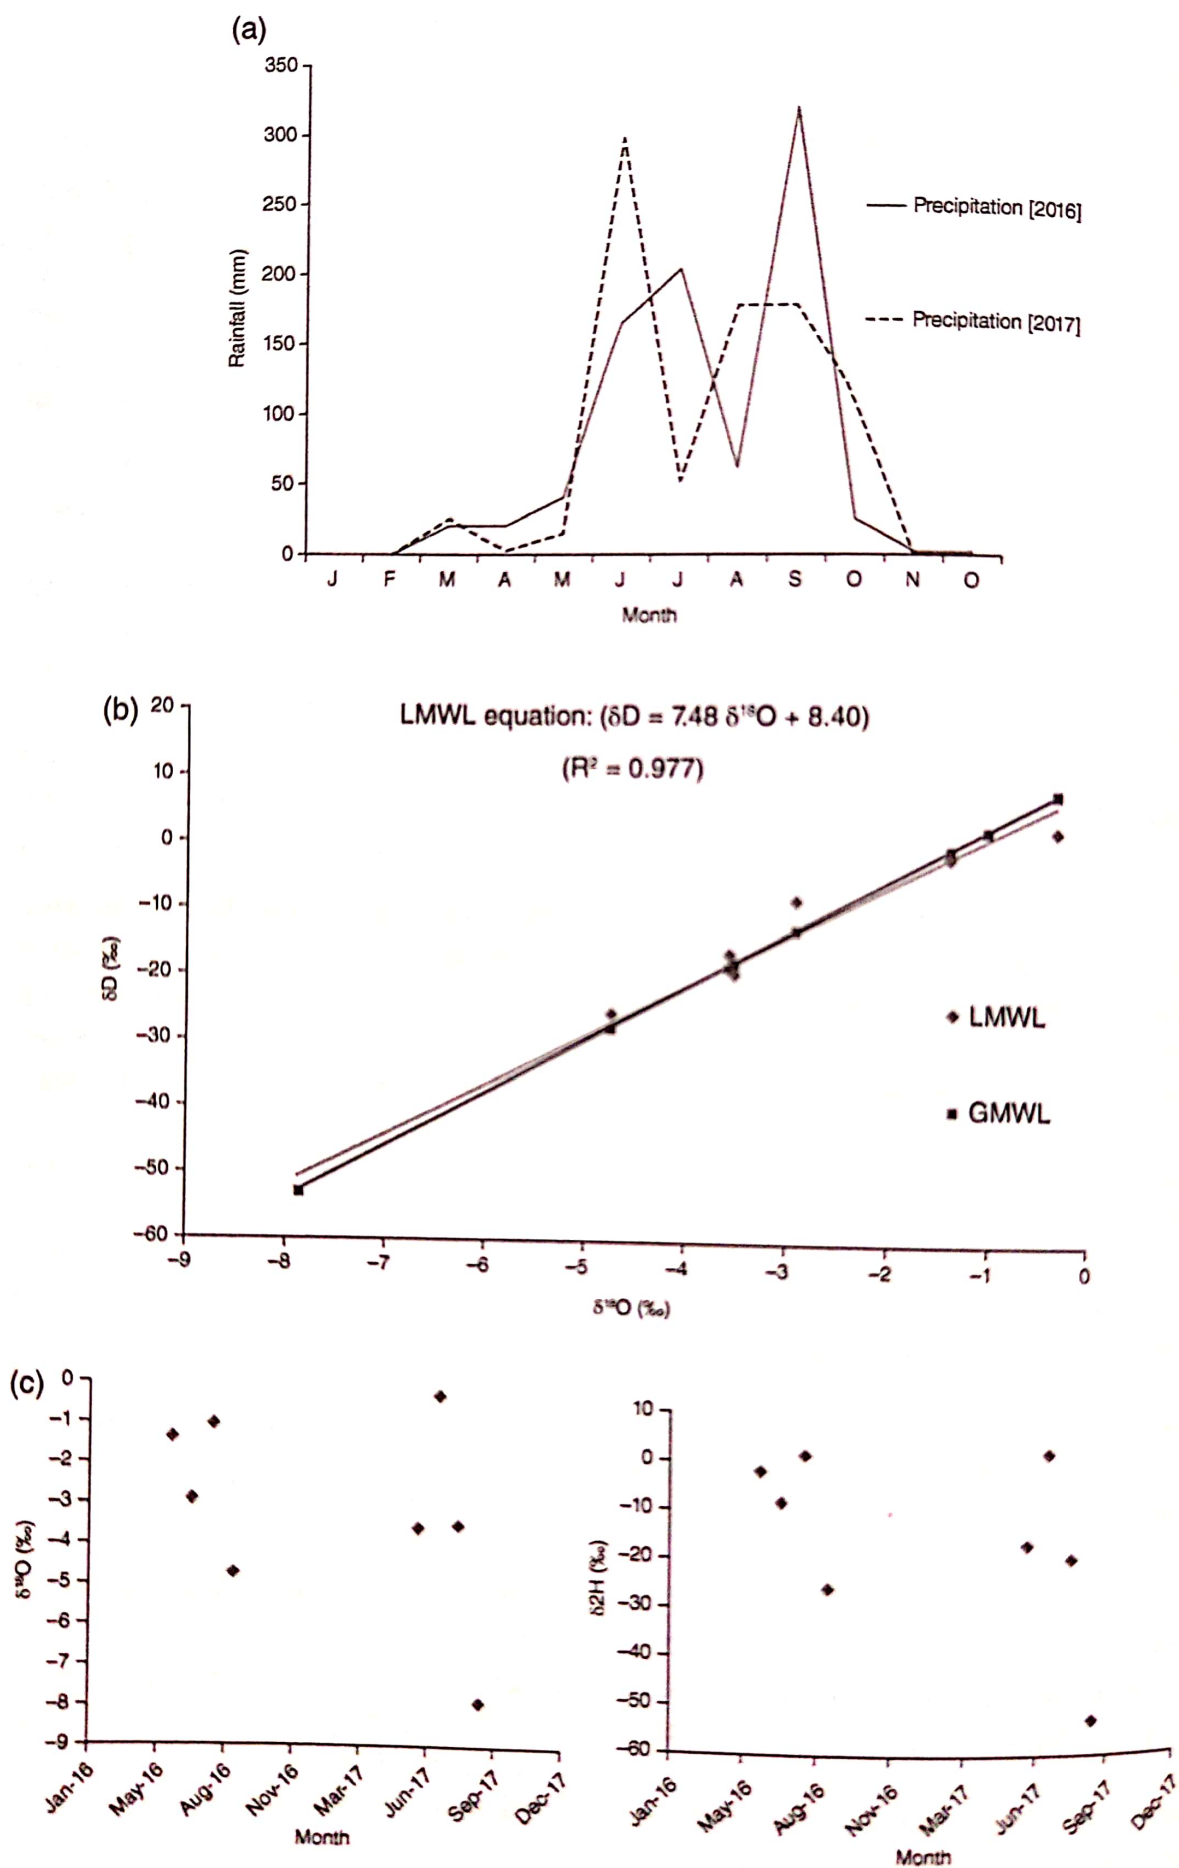 (a)
350
300
250
200
150
100
50
0
Rainfall (mm)
Precipitation [2016]
Precipitation [2017]
J F M A M J J A S O N O
Month
(b)
LMWL equation: (δD = 7.48 δ¹⁸O + 8.40)
(R² = 0.977)
20
10
0
−10
−20
−30
−40
−50
−60
δD (‰)
LMWL
GMWL
−9 −8 −7 −6 −5 −4 −3 −2 −1 0
δ¹⁸O (‰)
(c)
0
−1
−2
−3
−4
−5
−6
−7
−8
−9
δ¹⁸O (‰)
Jan-16 May-16 Aug-16 Nov-16 Mar-17 Jun-17 Sep-17 Dec-17
Month
10
0
−10
−20
−30
−40
−50
−60
δ2H (‰)
Jan-16 May-16 Aug-16 Nov-16 Mar-17 Jun-17 Sep-17 Dec-17
Month